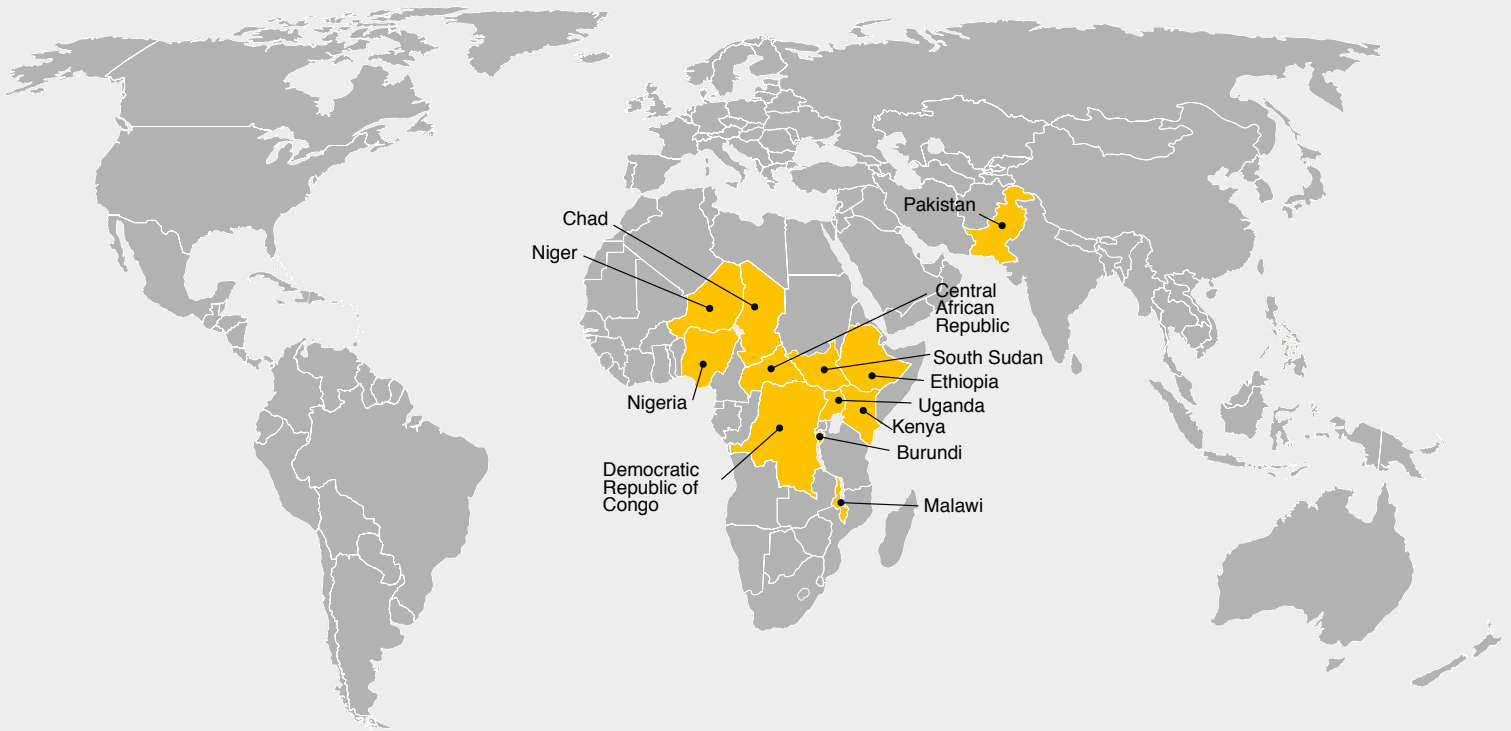 Pakistan
Chad
Niger
Central
African
Republic
South Sudan
Ethiopia
Nigeria
Uganda
Kenya
Burundi
Democratic
Republic of
Congo
Malawi